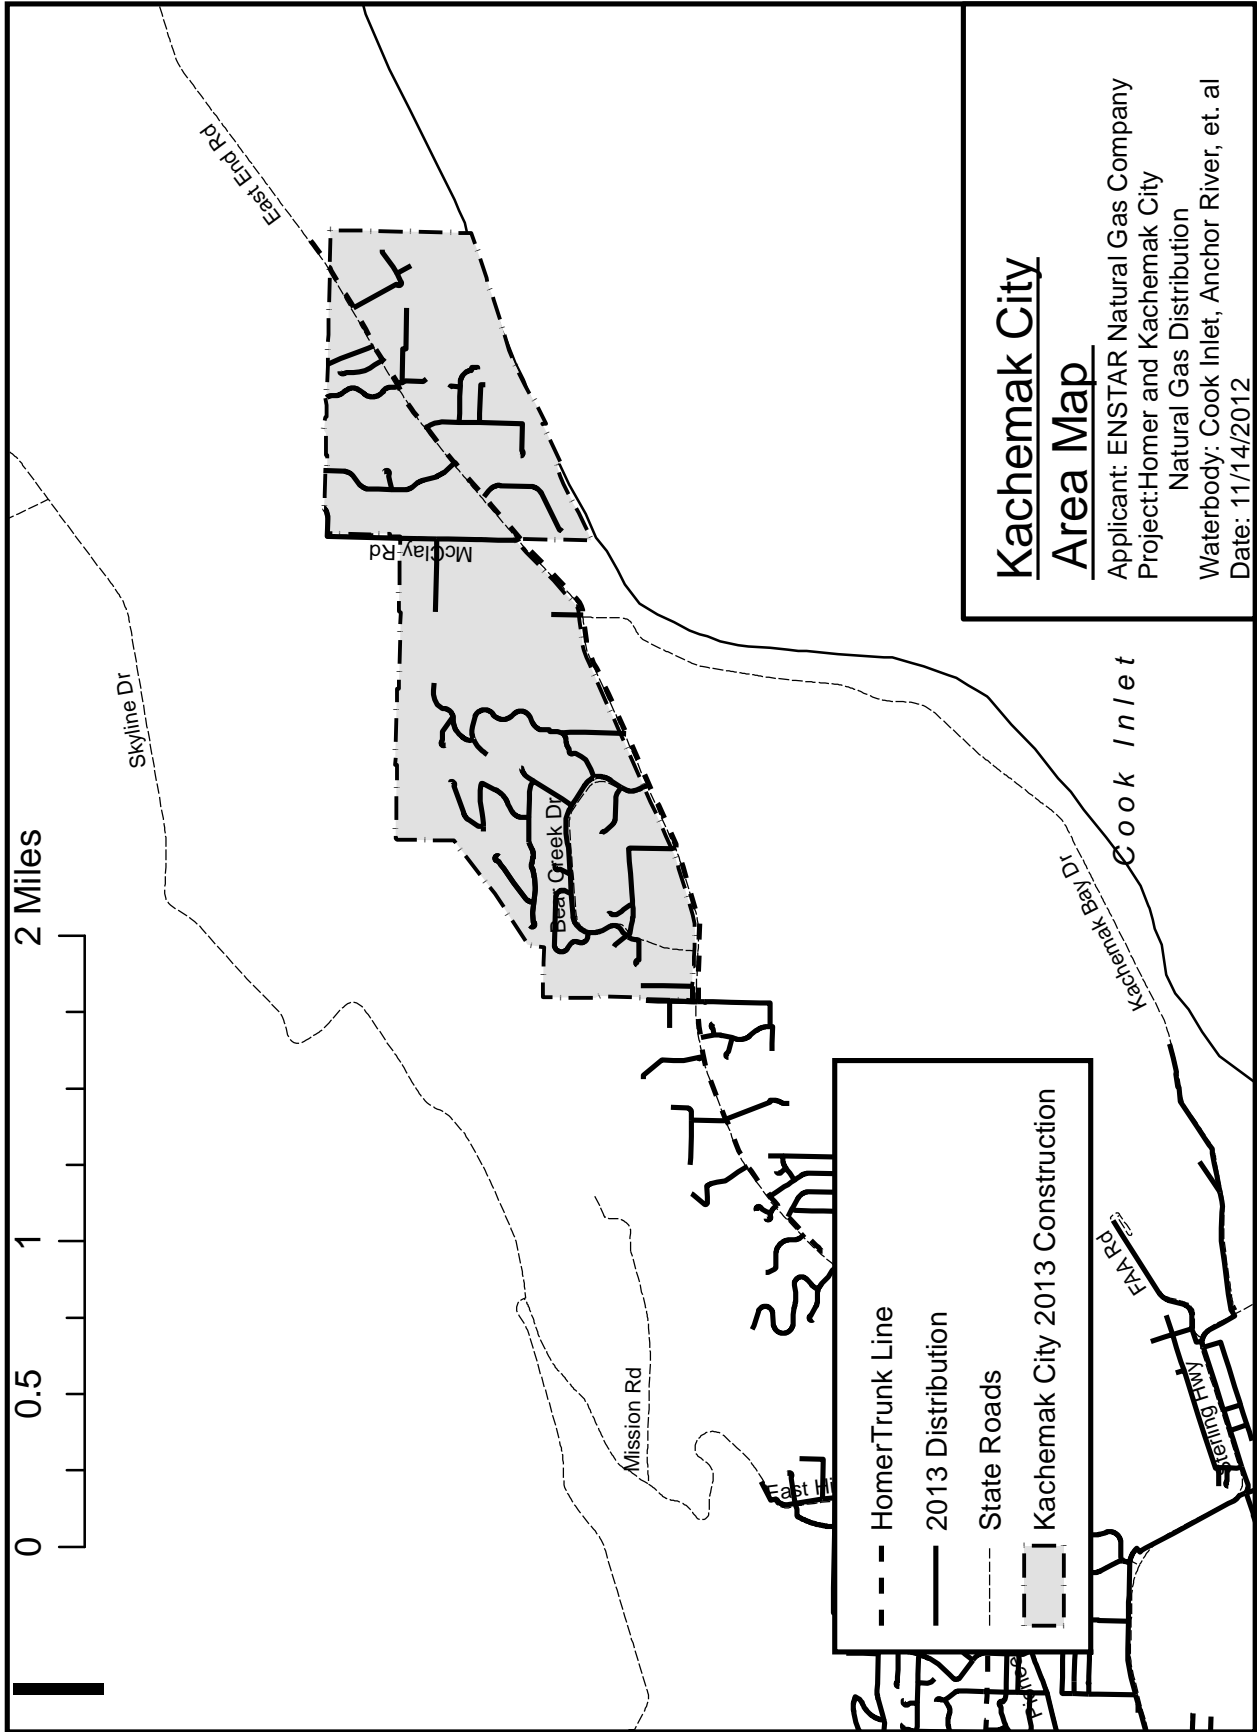 0 0.5 1 2 Miles
Skyline Dr
East End Rd
McClay Rd
Bear Creek Dr
Mission Rd
East Hi
Kachemak Bay Dr
Cook Inlet
FAA Rd
Sterling Hwy
HomerTrunk Line
2013 Distribution
State Roads
Kachemak City 2013 Construction
Kachemak City
Area Map
Applicant: ENSTAR Natural Gas Company
Project:Homer and Kachemak City
Natural Gas Distribution
Waterbody: Cook Inlet, Anchor River, et. al
Date: 11/14/2012